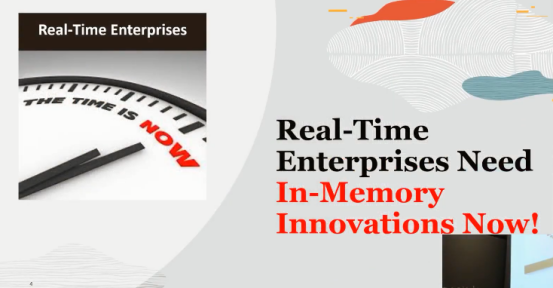 Real-Time Enterprises
THE TIME IS NOW
Real-Time
Enterprises Need
In-Memory
Innovations Now!
4